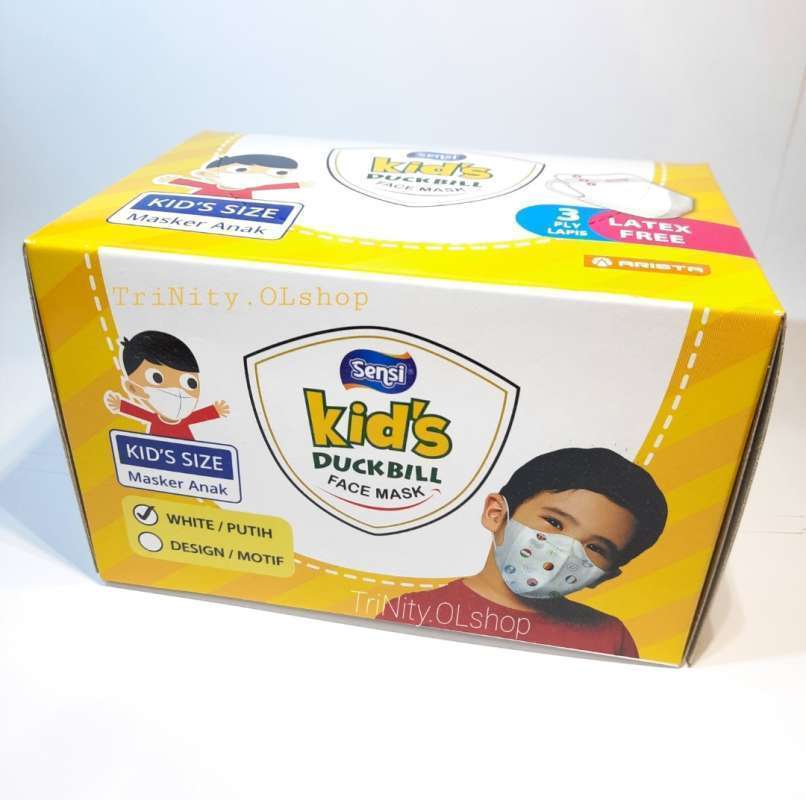 Sensi
kid's
DUCKBILL
FACE MASK
KID'S SIZE
Masker Anak
3
PLY
LAPIS
LATEX
FREE
ARISTA
TriNity.OLshop
Sensi
kid's
DUCKBILL
FACE MASK
KID'S SIZE
Masker Anak
WHITE / PUTIH
DESIGN / MOTIF
TriNity.OLshop